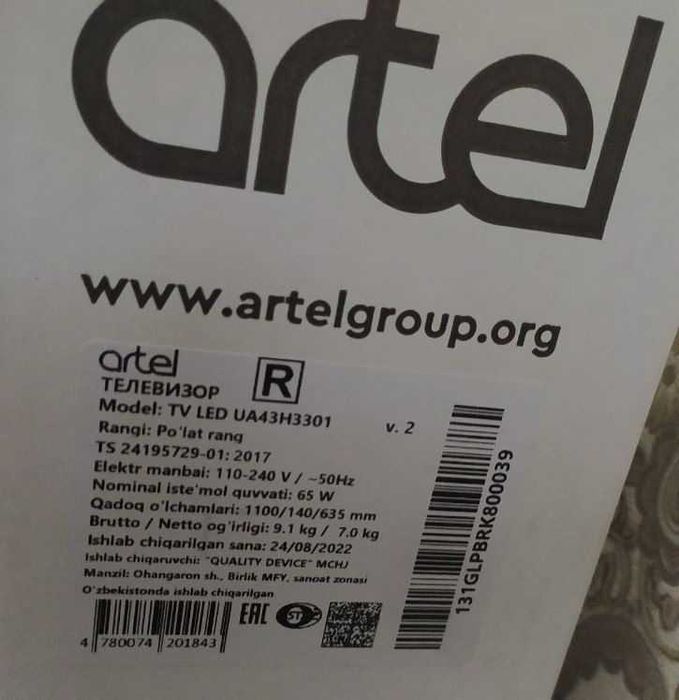 artel
www.artelgroup.org
artel R
ТЕЛЕВИЗОР
Model: TV LED UA43H3301 v. 2
Rangi: Po'lat rang
TS 24195729-01: 2017
Elektr manbai: 110-240 V / ~50Hz
Nominal iste'mol quvvati: 65 W
Qadoq o'lchamlari: 1100/140/635 mm
Brutto / Netto og'irligi: 9.1 kg / 7.0 kg
Ishlab chiqarilgan sana: 24/08/2022
Ishlab chiqaruvchi: "QUALITY DEVICE" MCHJ
Manzil: Ohangaron sh., Birlik MFY, sanoat zonasi
O'zbekistonda ishlab chiqarilgan
EAC ST
4 780074 201843
131GLPBRK800039